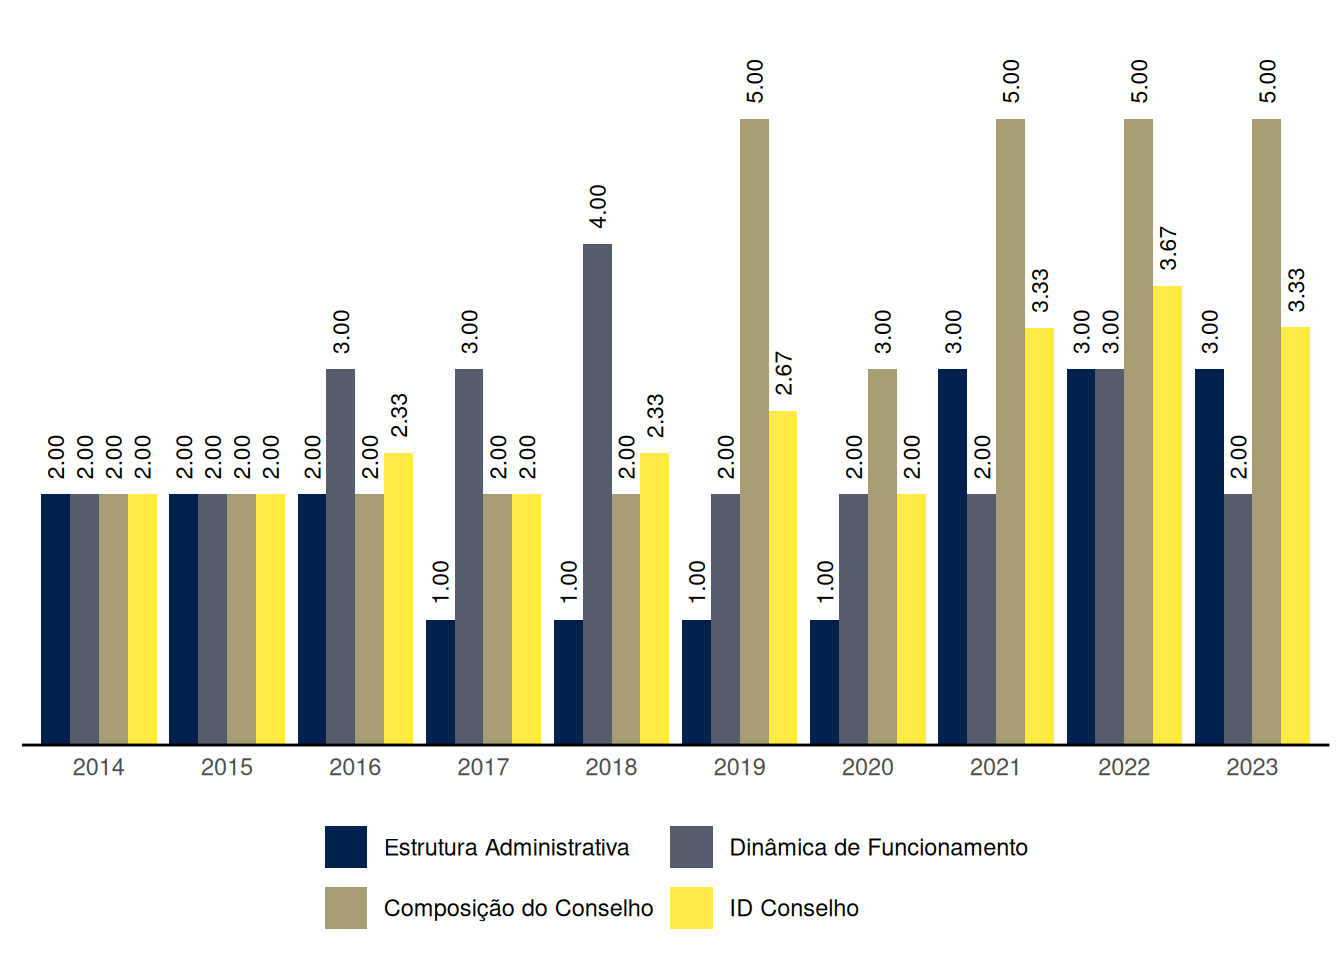 2.00 2.00 2.00 2.00
2.00 2.00 2.00 2.00
2.00 3.00 2.00 2.33
1.00 3.00 2.00 2.00
1.00 4.00 2.00 2.33
1.00 2.00 5.00 2.67
1.00 2.00 3.00 2.00
3.00 2.00 5.00 3.33
3.00 3.00 5.00 3.67
3.00 2.00 5.00 3.33
2014 2015 2016 2017 2018 2019 2020 2021 2022 2023
Estrutura Administrativa Dinâmica de Funcionamento
Composição do Conselho ID Conselho